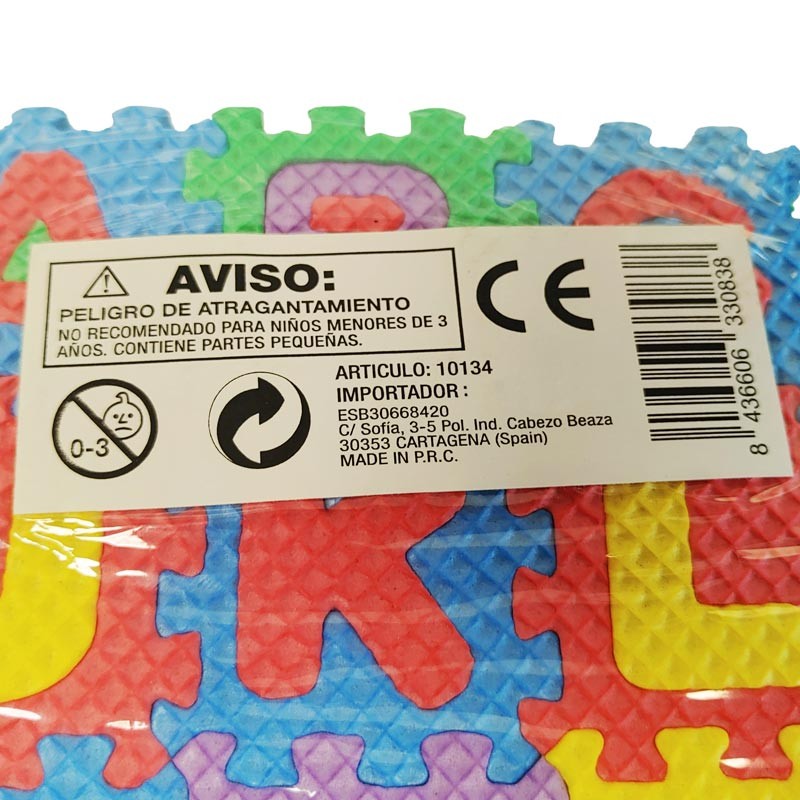 A B C
AVISO:
PELIGRO DE ATRAGANTAMIENTO
NO RECOMENDADO PARA NIÑOS MENORES DE 3
AÑOS. CONTIENE PARTES PEQUEÑAS.
CE
0-3
ARTICULO: 10134
IMPORTADOR :
ESB30668420
C/ Sofía, 3-5 Pol. Ind. Cabezo Beaza
30353 CARTAGENA (Spain)
MADE IN P.R.C.
8 436606 330838
J K L